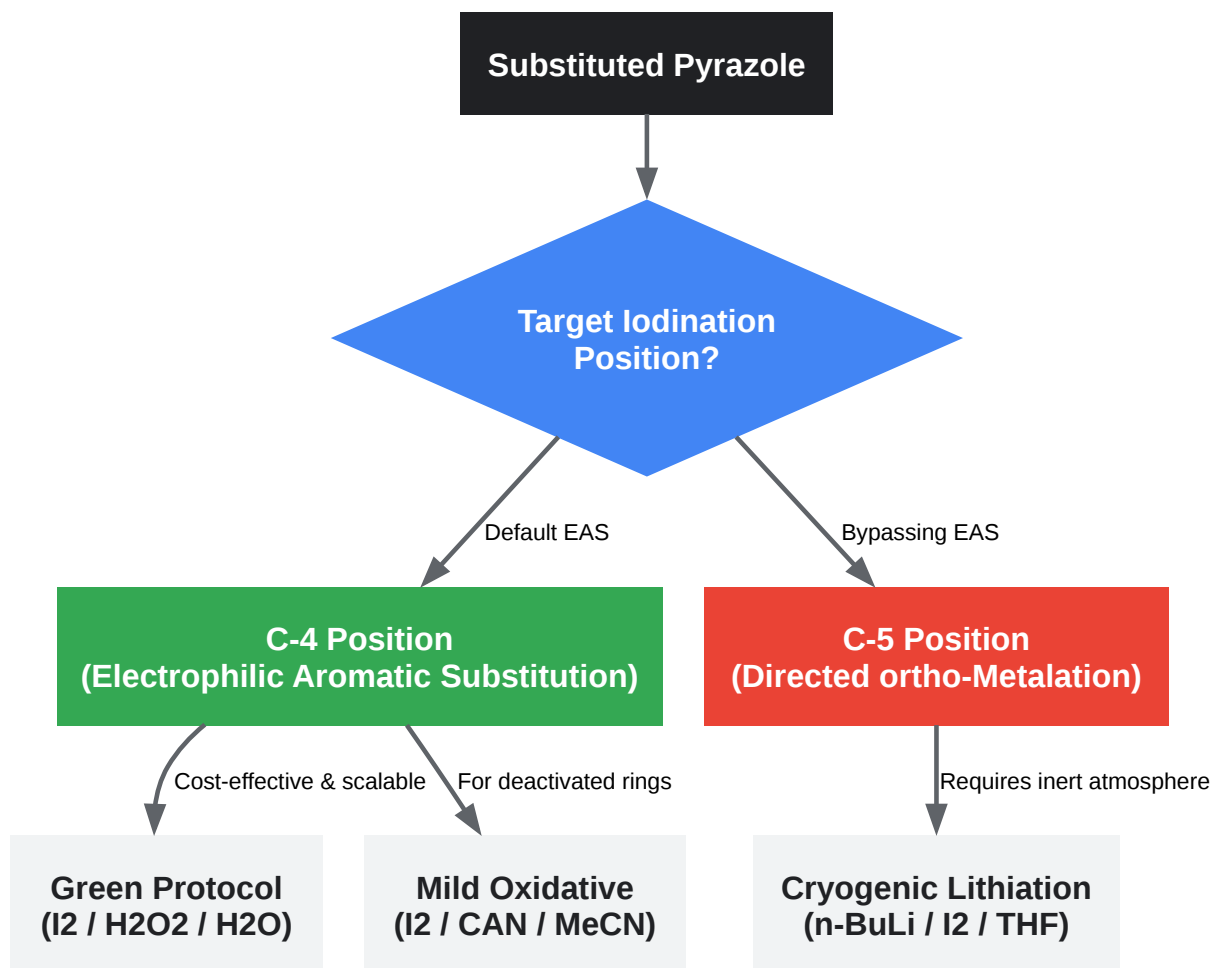 Substituted Pyrazole
Target Iodination
Position?
Default EAS
Bypassing EAS
C-4 Position
(Electrophilic Aromatic Substitution)
C-5 Position
(Directed ortho-Metalation)
Cost-effective & scalable
For deactivated rings
Requires inert atmosphere
Green Protocol
(I2 / H2O2 / H2O)
Mild Oxidative
(I2 / CAN / MeCN)
Cryogenic Lithiation
(n-BuLi / I2 / THF)